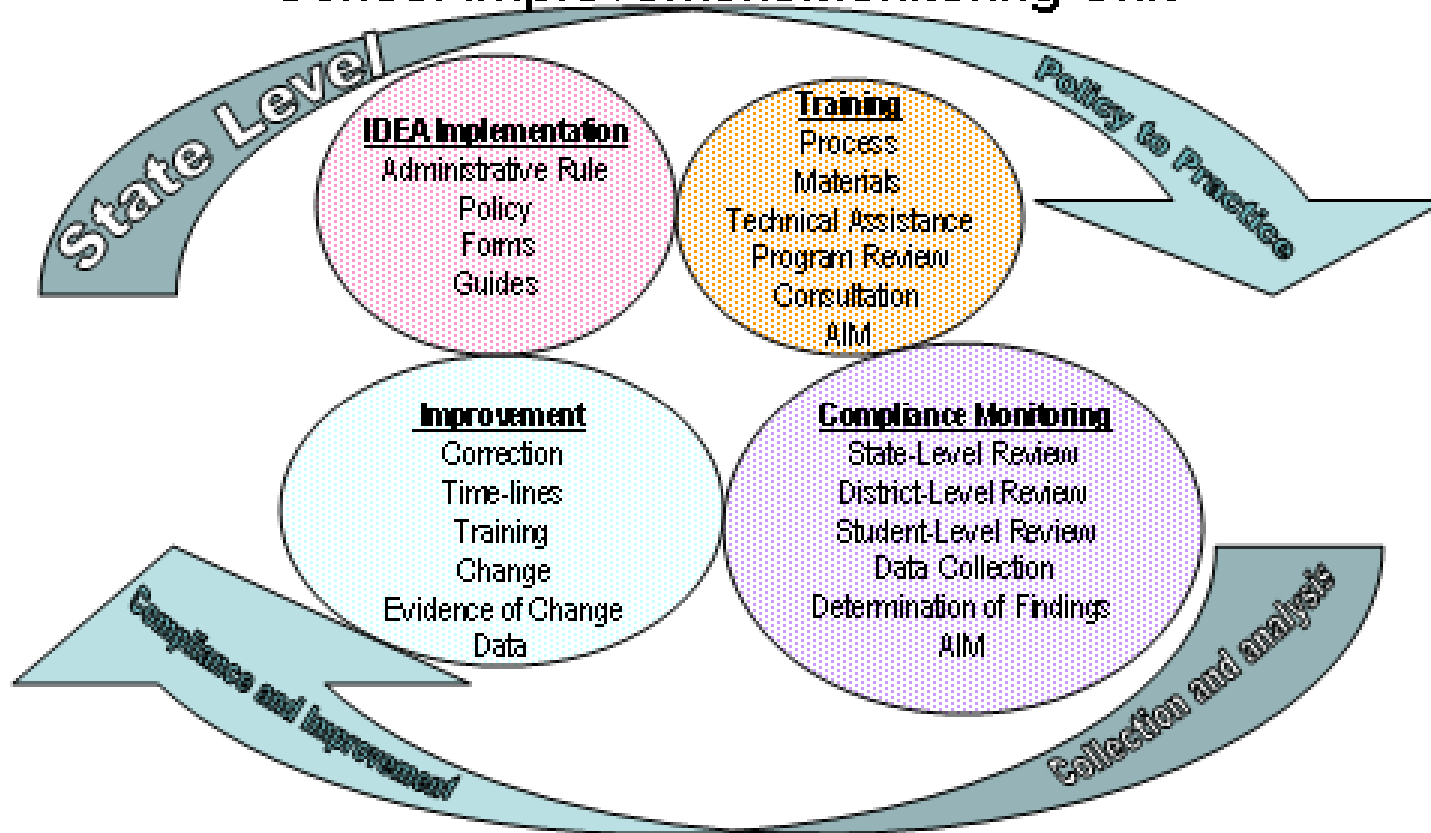 State Level
Policy to Practice
IDEA Implementation
Administrative Rule
Policy
Forms
Guides
Training
Process
Materials
Technical Assistance
Program Review
Consultation
AIM
Improvement
Correction
Time-lines
Training
Change
Evidence of Change
Data
Compliance Monitoring
State-Level Review
District-Level Review
Student-Level Review
Data Collection
Determination of Findings
AIM
Compliance and Improvement
Collection and analysis